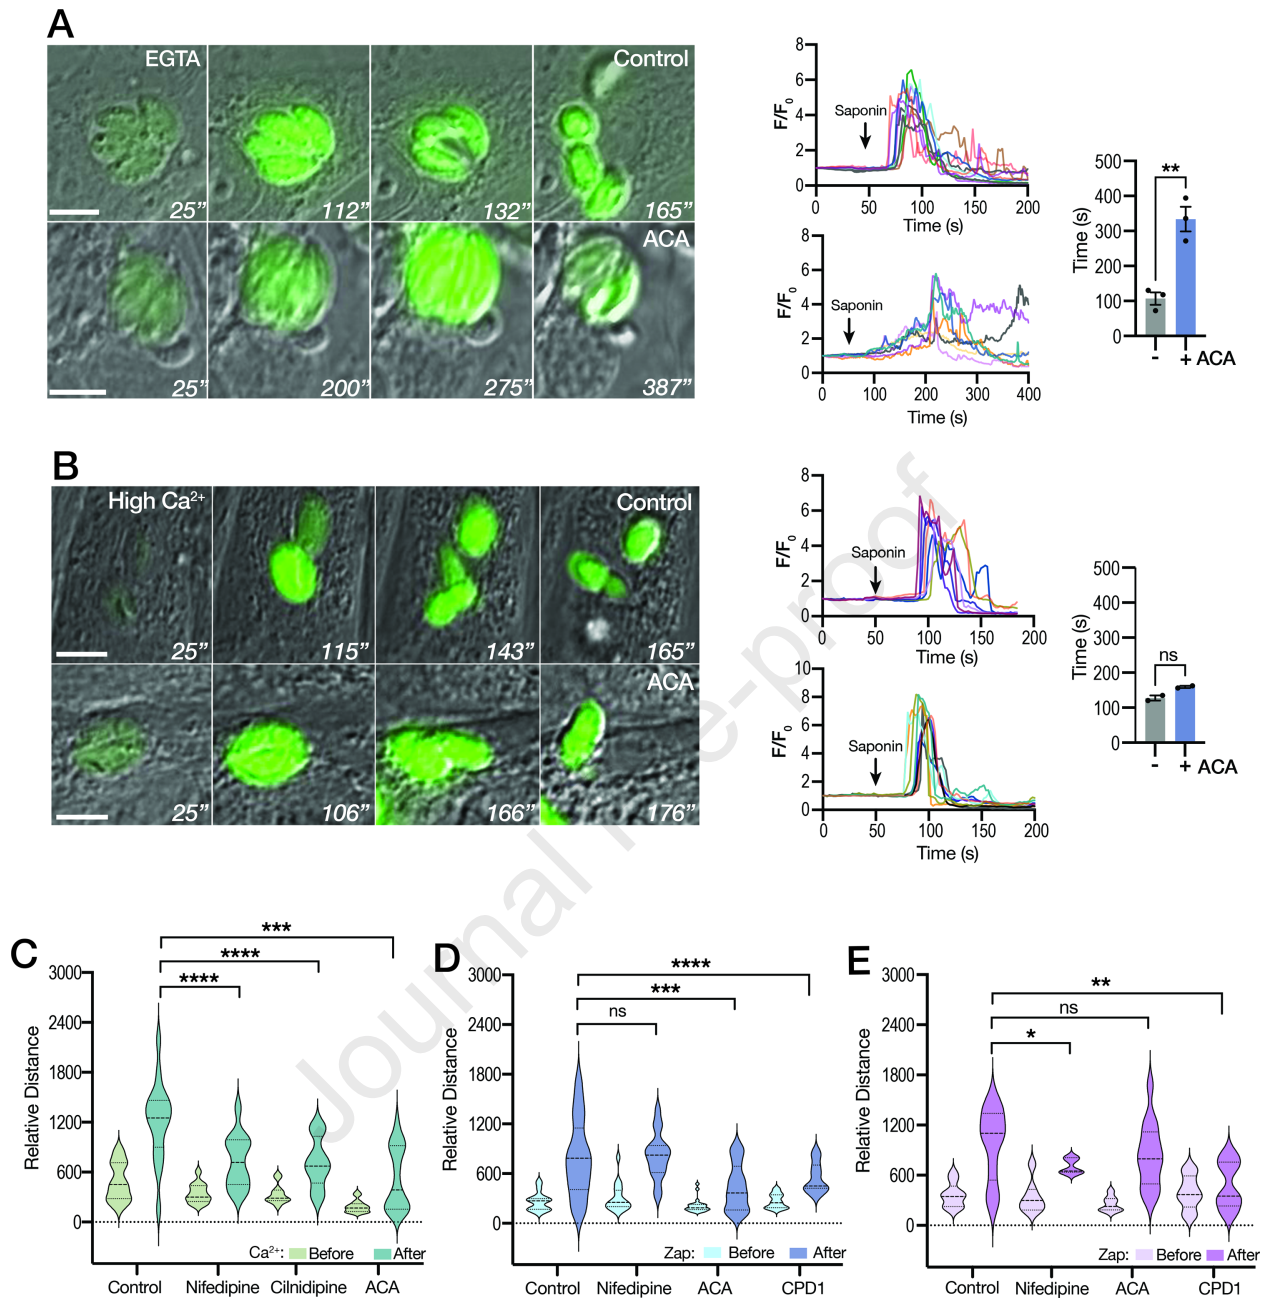 A
EGTA
Control
25”
112”
132”
165”
ACA
25”
200”
275”
387”
8
6
4
2
0
F/F0
Saponin
0 50 100 150 200
Time (s)
8
6
4
2
0
F/F0
Saponin
0 100 200 300 400
Time (s)
500
400
300
200
100
0
Time (s)
**
- + ACA
B
High Ca2+
Control
25”
115”
143”
165”
ACA
25”
106”
166”
176”
8
6
4
2
0
F/F0
Saponin
0 50 100 150 200
Time (s)
10
8
6
4
2
0
F/F0
Saponin
0 50 100 150 200
Time (s)
500
400
300
200
100
0
Time (s)
ns
- + ACA
Journal Pre-proof
C
3000
2400
1800
1200
600
0
Relative Distance
***
****
****
Ca2+: Before After
Control Nifedipine Cilnidipine ACA
D
3000
2400
1800
1200
600
0
Relative Distance
****
***
ns
Zap: Before After
Control Nifedipine ACA CPD1
E
3000
2400
1800
1200
600
0
Relative Distance
**
ns
*
Zap: Before After
Control Nifedipine ACA CPD1